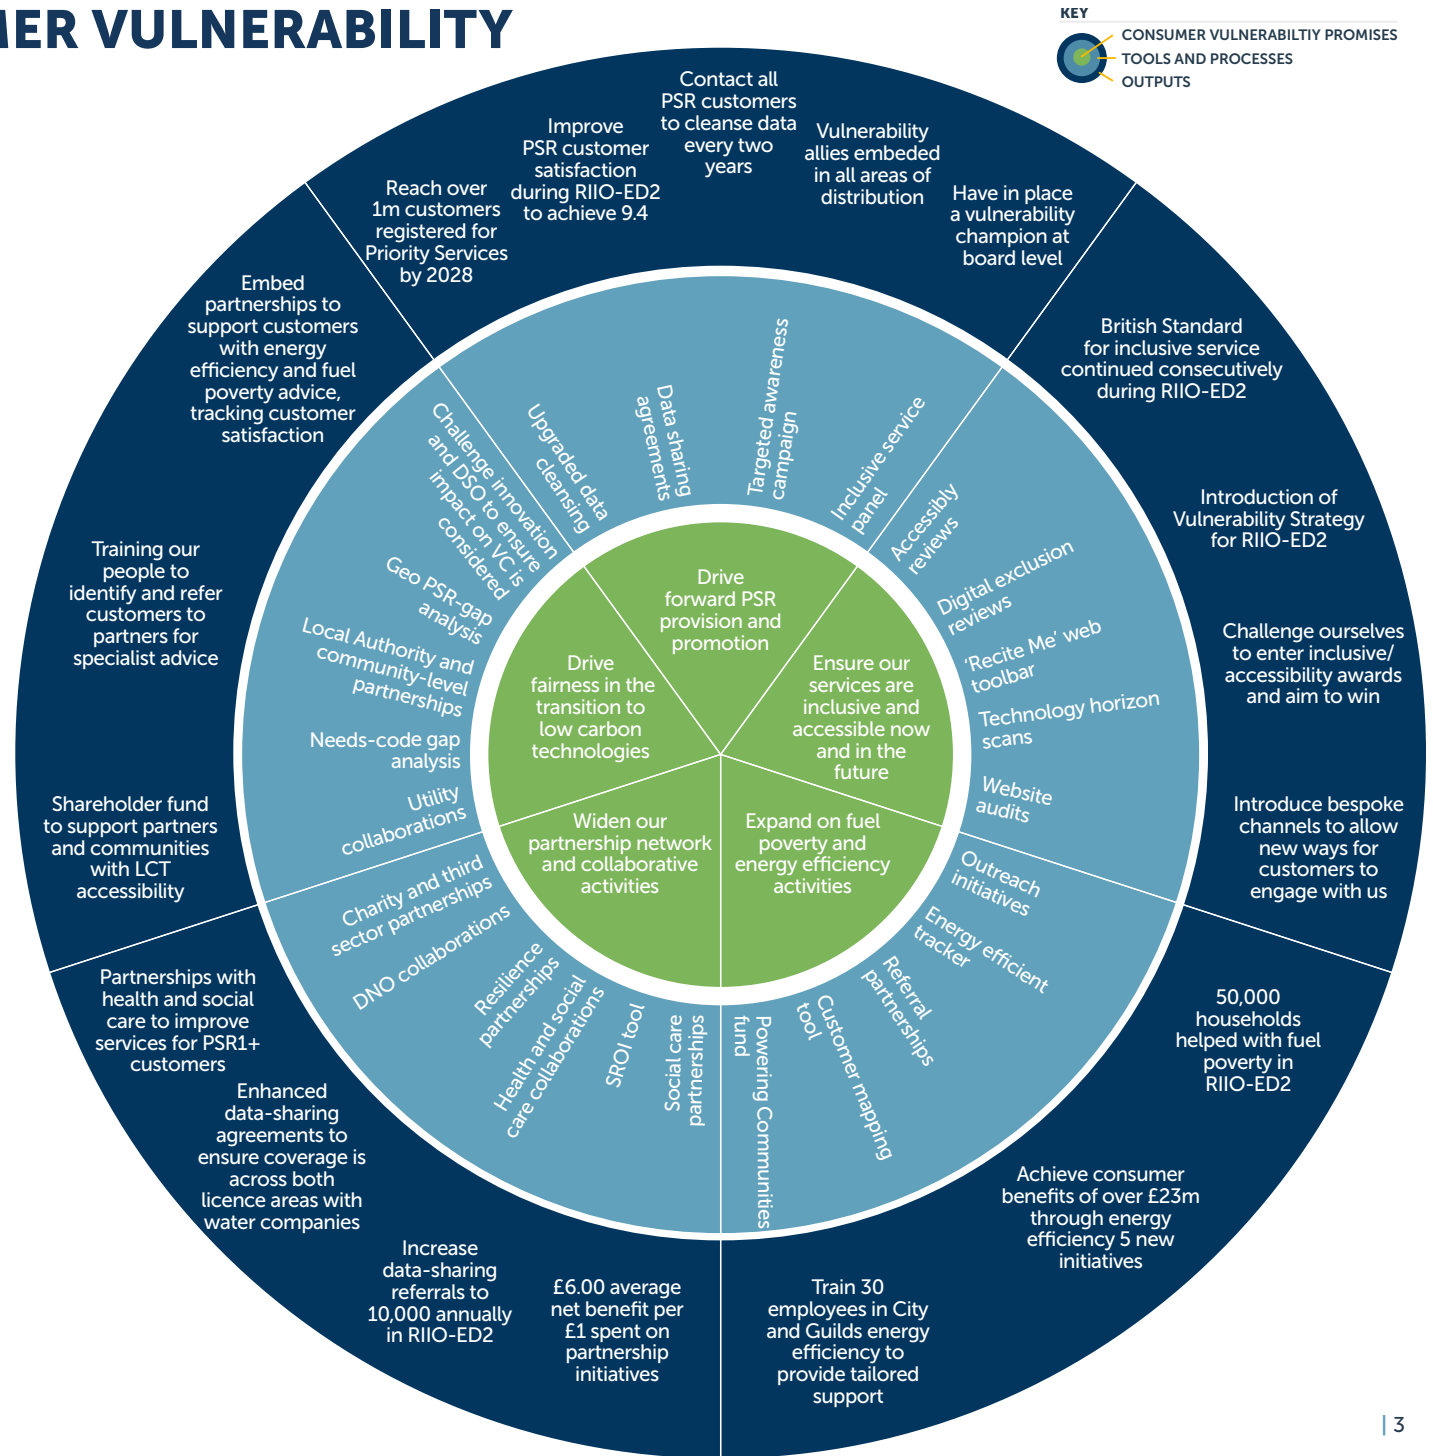 MER VULNERABILITY
KEY
CONSUMER VULNERABILTIY PROMISES
TOOLS AND PROCESSES
OUTPUTS
Reach over
1m customers
registered for
Priority Services
by 2028
Improve
PSR customer
satisfaction
during RIIO-ED2
to achieve 9.4
Contact all
PSR customers
to cleanse data
every two
years
Vulnerability
allies embeded
in all areas of
distribution
Have in place
a vulnerability
champion at
board level
British Standard
for inclusive service
continued consecutively
during RIIO-ED2
Introduction of
Vulnerability Strategy
for RIIO-ED2
Challenge ourselves
to enter inclusive/
accessibility awards
and aim to win
Introduce bespoke
channels to allow
new ways for
customers to
engage with us
50,000
households
helped with fuel
poverty in
RIIO-ED2
Achieve consumer
benefits of over £23m
through energy
efficiency 5 new
initiatives
Train 30
employees in City
and Guilds energy
efficiency to
provide tailored
support
£6.00 average
net benefit per
£1 spent on
partnership
initiatives
Increase
data-sharing
referrals to
10,000 annually
in RIIO-ED2
Enhanced
data-sharing
agreements to
ensure coverage is
across both
licence areas with
water companies
Partnerships with
health and social
care to improve
services for PSR1+
customers
Shareholder fund
to support partners
and communities
with LCT
accessibility
Training our
people to
identify and refer
customers to
partners for
specialist advice
Embed
partnerships to
support customers
with energy
efficiency and fuel
poverty advice,
tracking customer
satisfaction
Upgraded data
cleansing
Data sharing
agreements
Targeted awareness
campaign
Inclusive service
panel
Accessibly
reviews
Digital exclusion
reviews
‘Recite Me’ web
toolbar
Technology horizon
scans
Website
audits
Outreach
initiatives
Energy efficient
tracker
Referral
partnerships
Customer mapping
tool
Powering Communities
fund
Social care
partnerships
SROI tool
Health and social
care collaborations
Resilience
partnerships
DNO collaborations
Charity and third
sector partnerships
Utility
collaborations
Needs-code gap
analysis
Local Authority and
community-level
partnerships
Geo PSR-gap
analysis
Challenge innovation
and DSO to ensure
impact on VC is
considered
Drive
forward PSR
provision and
promotion
Ensure our
services are
inclusive and
accessible now
and in the
future
Expand on fuel
poverty and
energy efficiency
activities
Widen our
partnership network
and collaborative
activities
Drive
fairness in the
transition to
low carbon
technologies
| 3